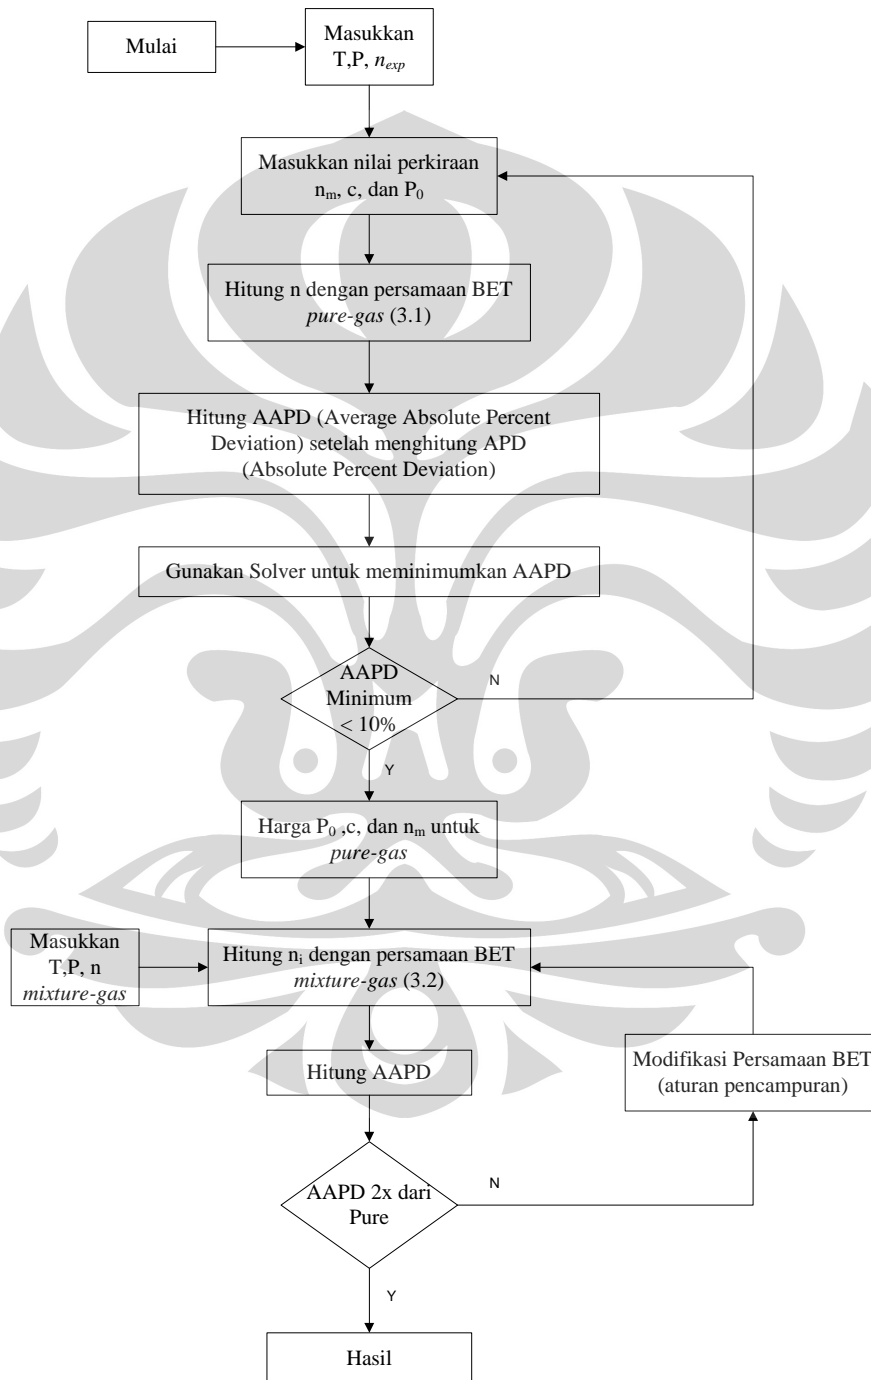 Mulai
Masukkan
T,P, n_exp
Masukkan nilai perkiraan
n_m, c, dan P_0
Hitung n dengan persamaan BET
pure-gas (3.1)
Hitung AAPD (Average Absolute Percent
Deviation) setelah menghitung APD
(Absolute Percent Deviation)
Gunakan Solver untuk meminimumkan AAPD
AAPD
Minimum
< 10%
N
Y
Harga P_0 ,c, dan n_m untuk
pure-gas
Masukkan
T,P, n
mixture-gas
Hitung n_i dengan persamaan BET
mixture-gas (3.2)
Hitung AAPD
Modifikasi Persamaan BET
(aturan pencampuran)
AAPD 2x dari
Pure
N
Y
Hasil